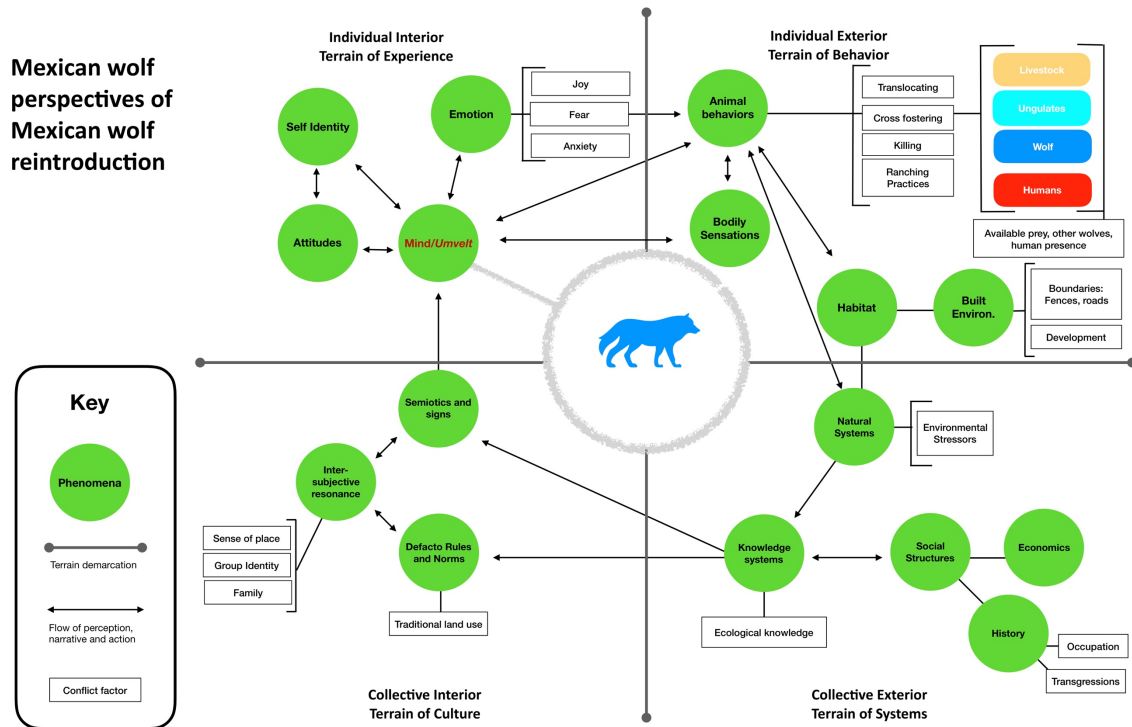 Mexican wolf
perspectives of
Mexican wolf
reintroduction
Individual Interior
Terrain of Experience
Self Identity
Emotion
Joy
Fear
Anxiety
Attitudes
Mind/Umvelt
Individual Exterior
Terrain of Behavior
Animal
behaviors
Translocating
Cross fostering
Killing
Ranching
Practices
Livestock
Ungulates
Wolf
Humans
Available prey, other wolves,
human presence
Bodily
Sensations
Habitat
Built
Environ.
Boundaries:
Fences, roads
Development
Key
Phenomena
Terrain demarcation
Flow of perception,
narrative and action
Conflict factor
Semiotics and
signs
Inter-
subjective
resonance
Sense of place
Group Identity
Family
Defacto Rules
and Norms
Traditional land use
Collective Interior
Terrain of Culture
Natural
Systems
Environmental
Stressors
Knowledge
systems
Ecological knowledge
Social
Structures
Economics
History
Occupation
Transgressions
Collective Exterior
Terrain of Systems